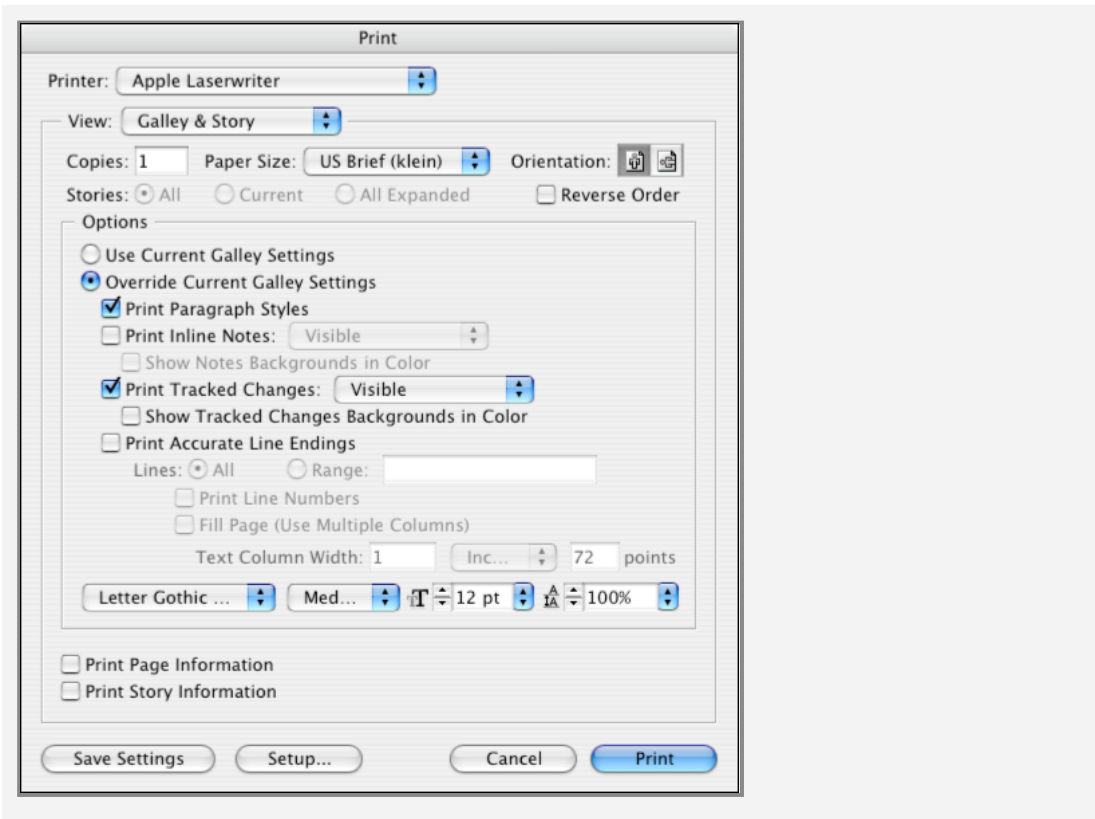 Print
Printer: Apple Laserwriter
View: Galley & Story
Copies: 1 Paper Size: US Brief (klein) Orientation:
Stories: All Current All Expanded Reverse Order
Options
Use Current Galley Settings
Override Current Galley Settings
Print Paragraph Styles
Print Inline Notes: Visible
Show Notes Backgrounds in Color
Print Tracked Changes: Visible
Show Tracked Changes Backgrounds in Color
Print Accurate Line Endings
Lines: All Range:
Print Line Numbers
Fill Page (Use Multiple Columns)
Text Column Width: 1 Inc... 72 points
Letter Gothic ... Med... 12 pt 100%
Print Page Information
Print Story Information
Save Settings Setup... Cancel Print